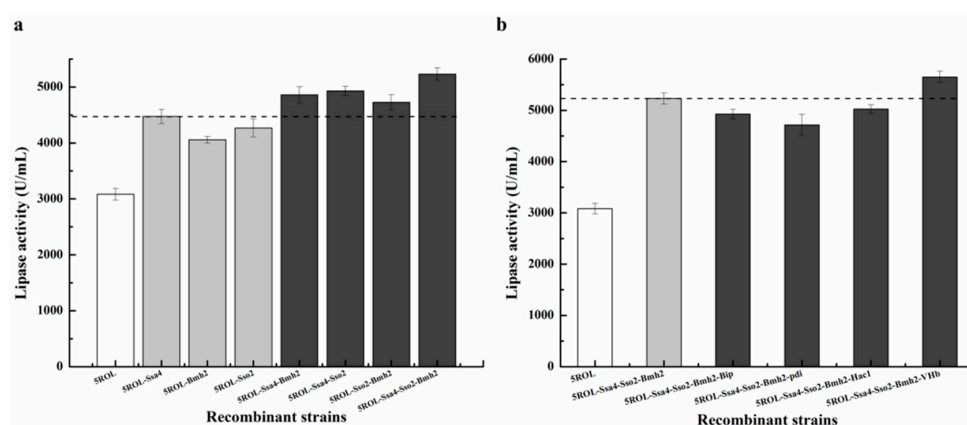 a
Lipase activity (U/mL)
5000
4000
3000
2000
1000
0
5ROL
5ROL-Ssa4
5ROL-Bmh2
5ROL-Sso2
5ROL-Ssa4-Bmh2
5ROL-Ssa4-Sso2
5ROL-Sso2-Bmh2
5ROL-Ssa4-Sso2-Bmh2
Recombinant strains
b
Lipase activity (U/mL)
6000
5000
4000
3000
2000
1000
0
5ROL
5ROL-Ssa4-Sso2-Bmh2
5ROL-Ssa4-Sso2-Bmh2-Bip
5ROL-Ssa4-Sso2-Bmh2-pdi
5ROL-Ssa4-Sso2-Bmh2-Hac1
5ROL-Ssa4-Sso2-Bmh2-VHb
Recombinant strains